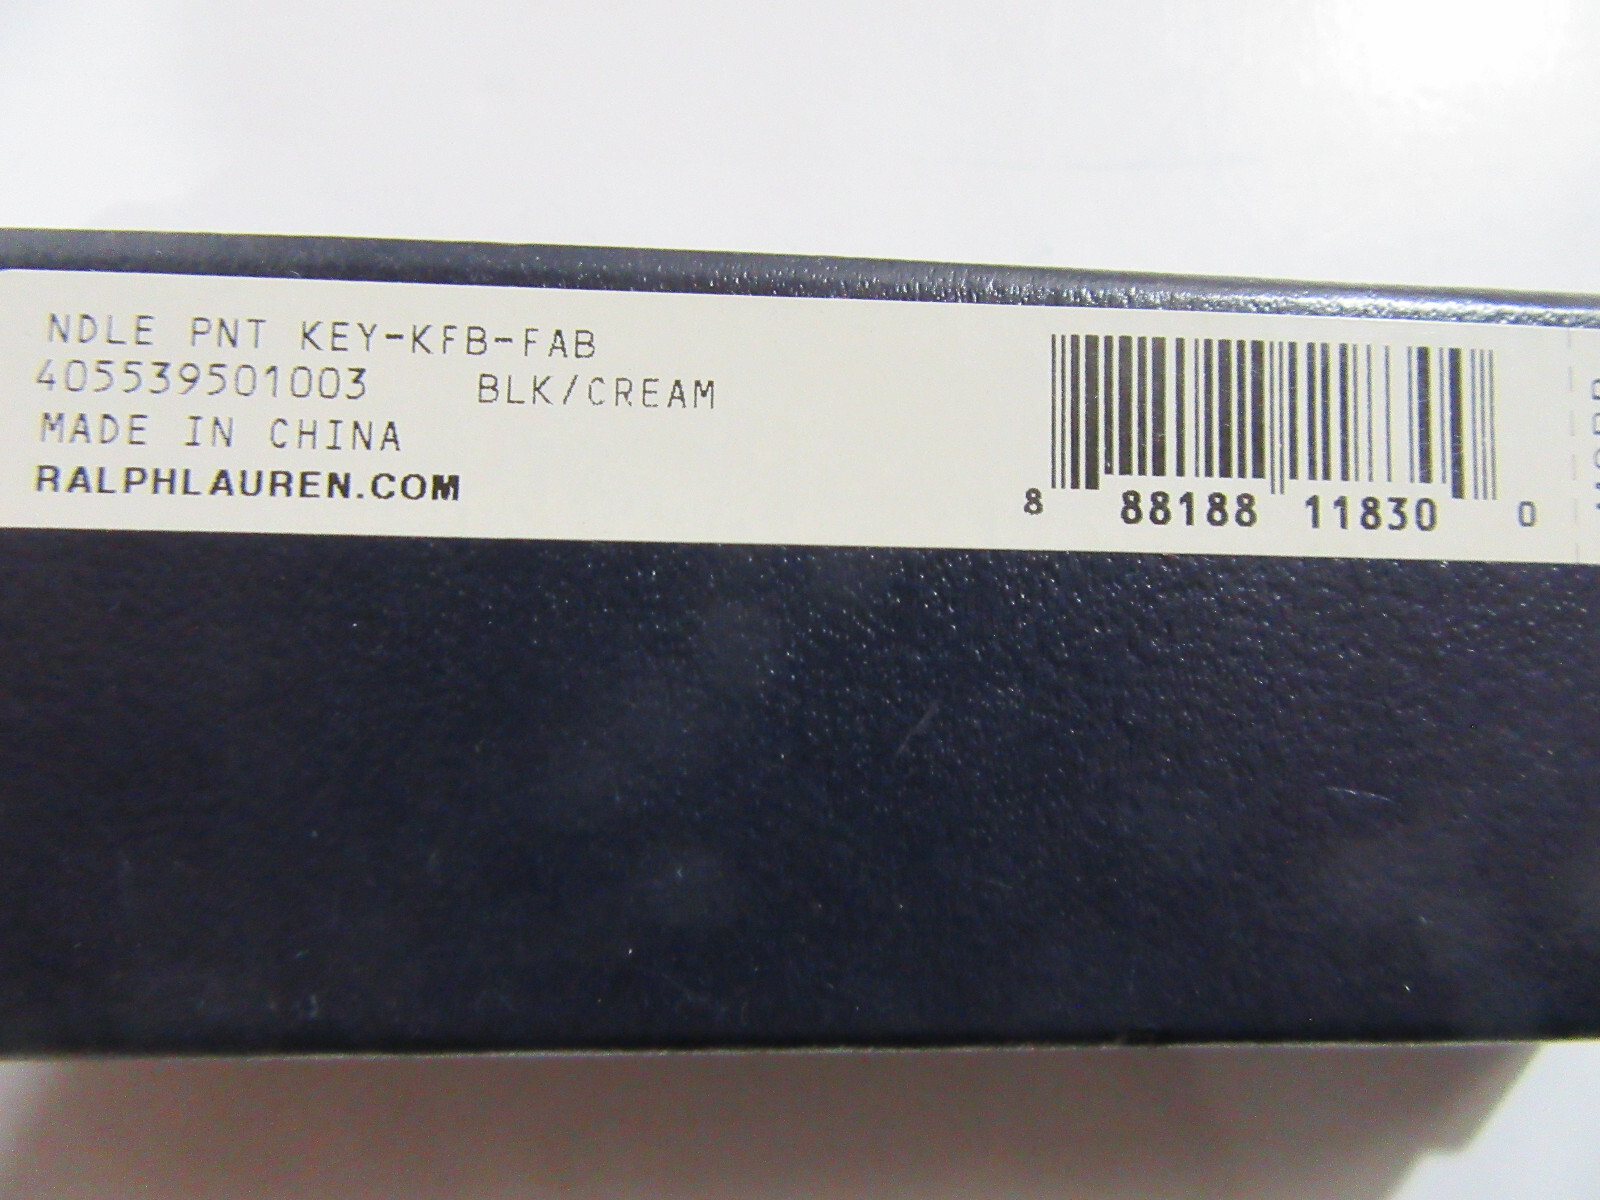 NDLE PNT KEY-KFB-FAB
405539501003 BLK/CREAM
MADE IN CHINA
RALPHLAUREN.COM
8 88188 11830 0